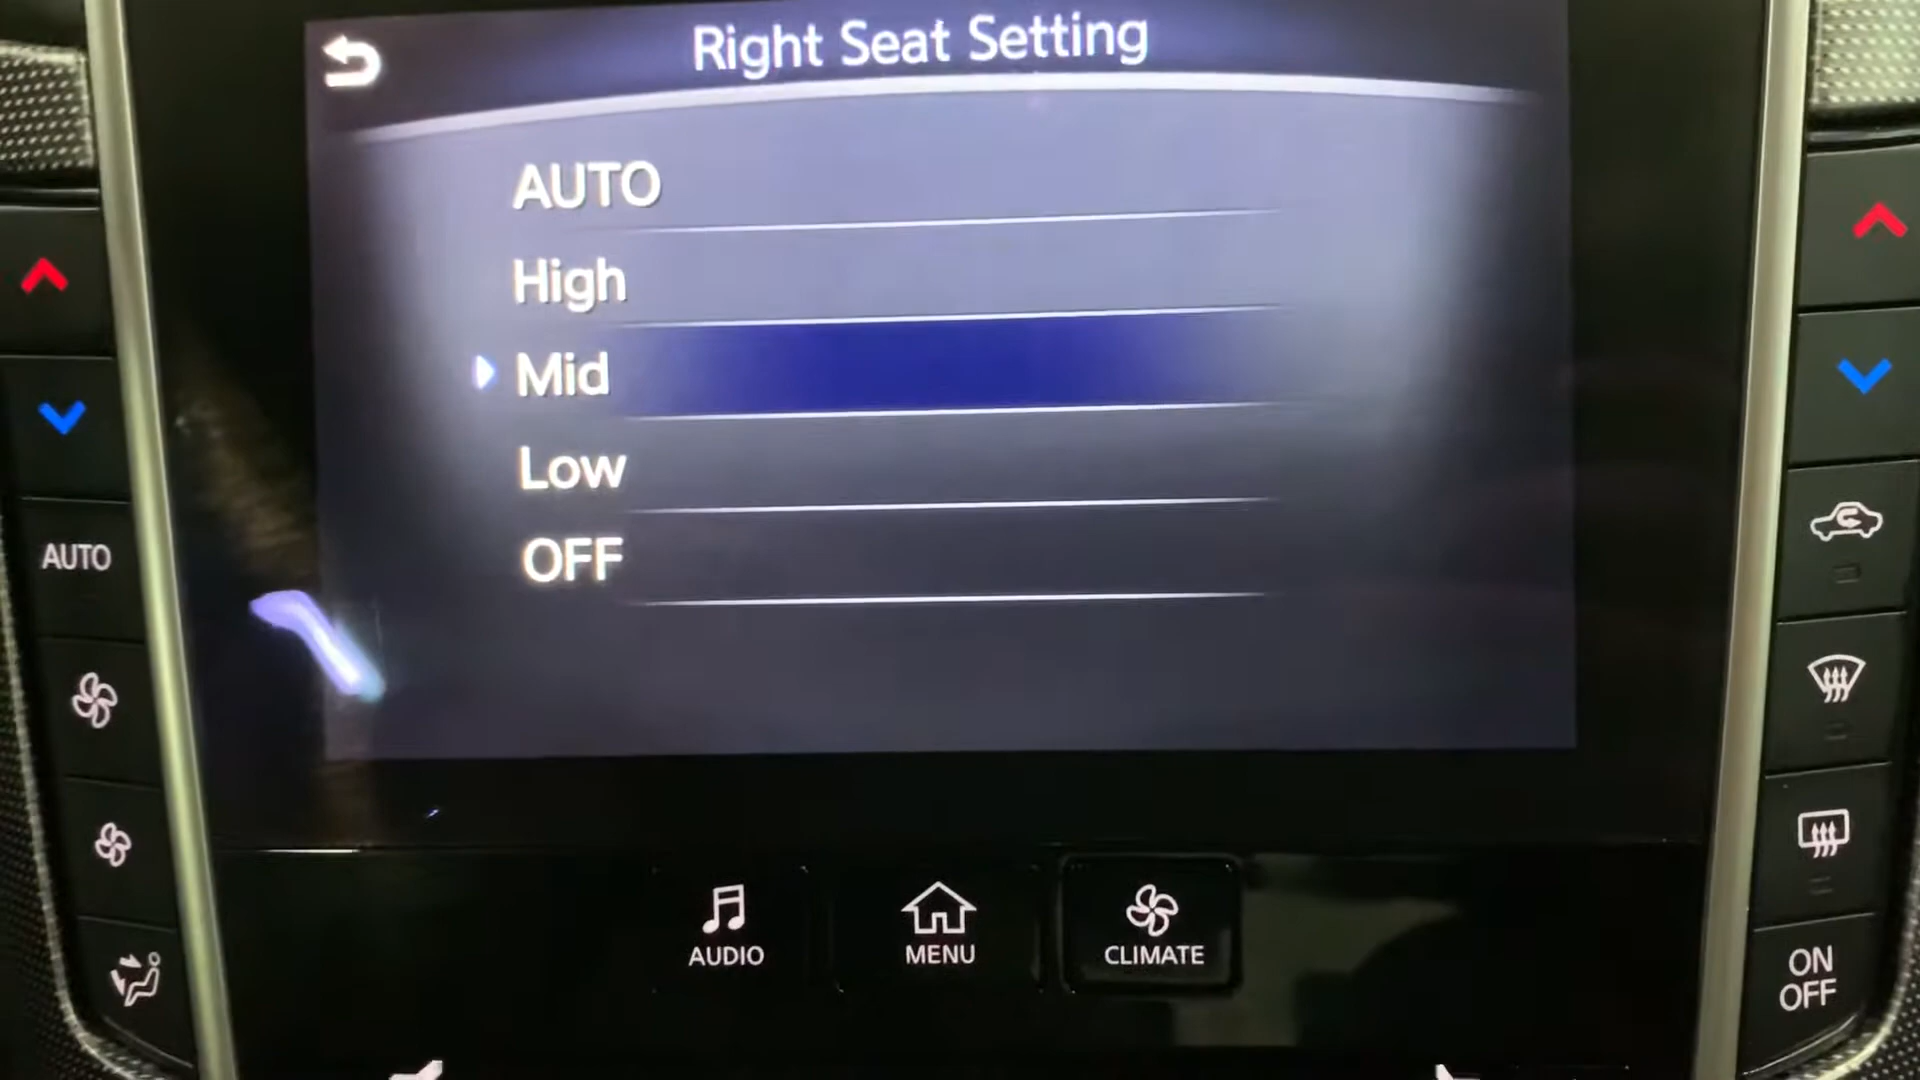 Right Seat Setting
AUTO
High
Mid
Low
OFF
AUTO
AUDIO
MENU
CLIMATE
ON
OFF